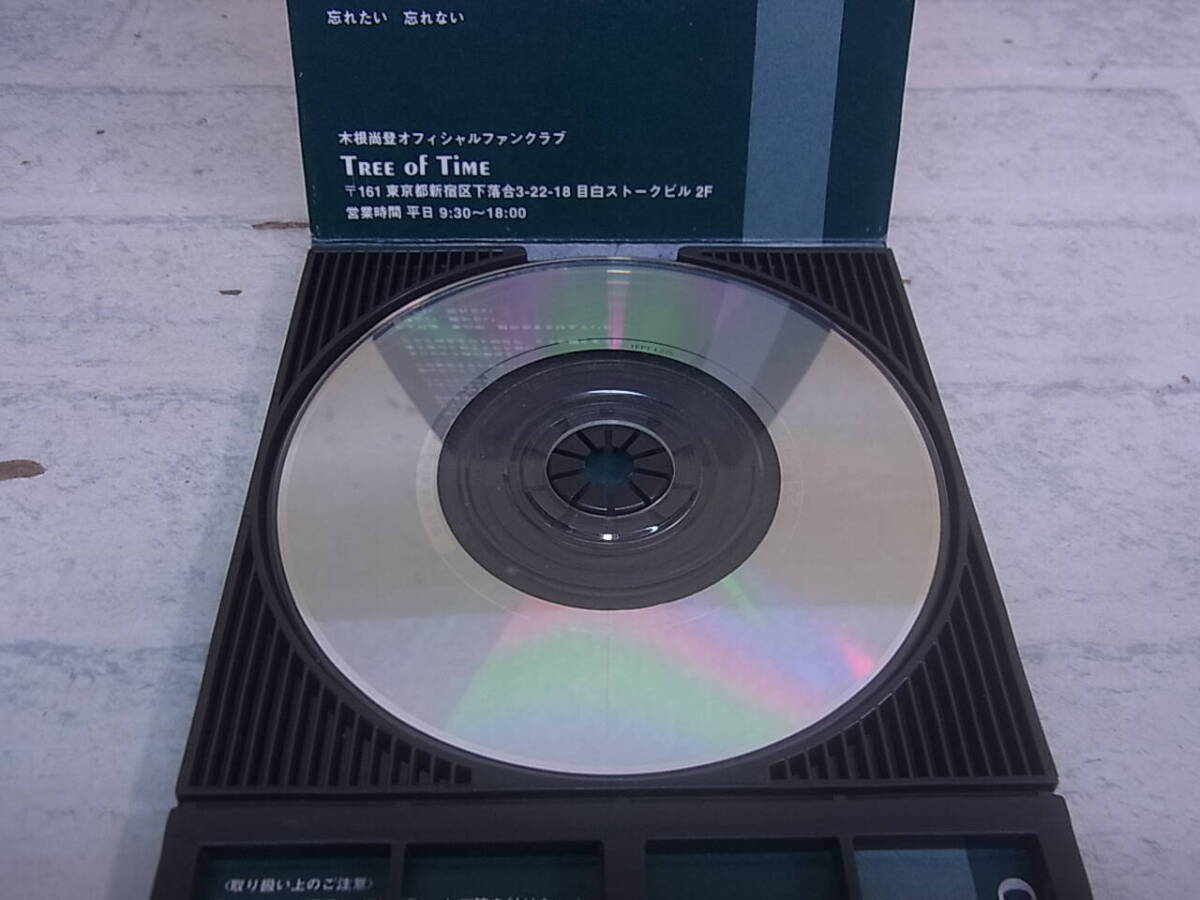 忘れたい　忘れない
木根尚登オフィシャルファンクラブ
TREE of TIME
〒161 東京都新宿区下落合3-22-18 目白ストークビル 2F
営業時間 平日 9:30〜18:00
〈取り扱い上のご注意〉